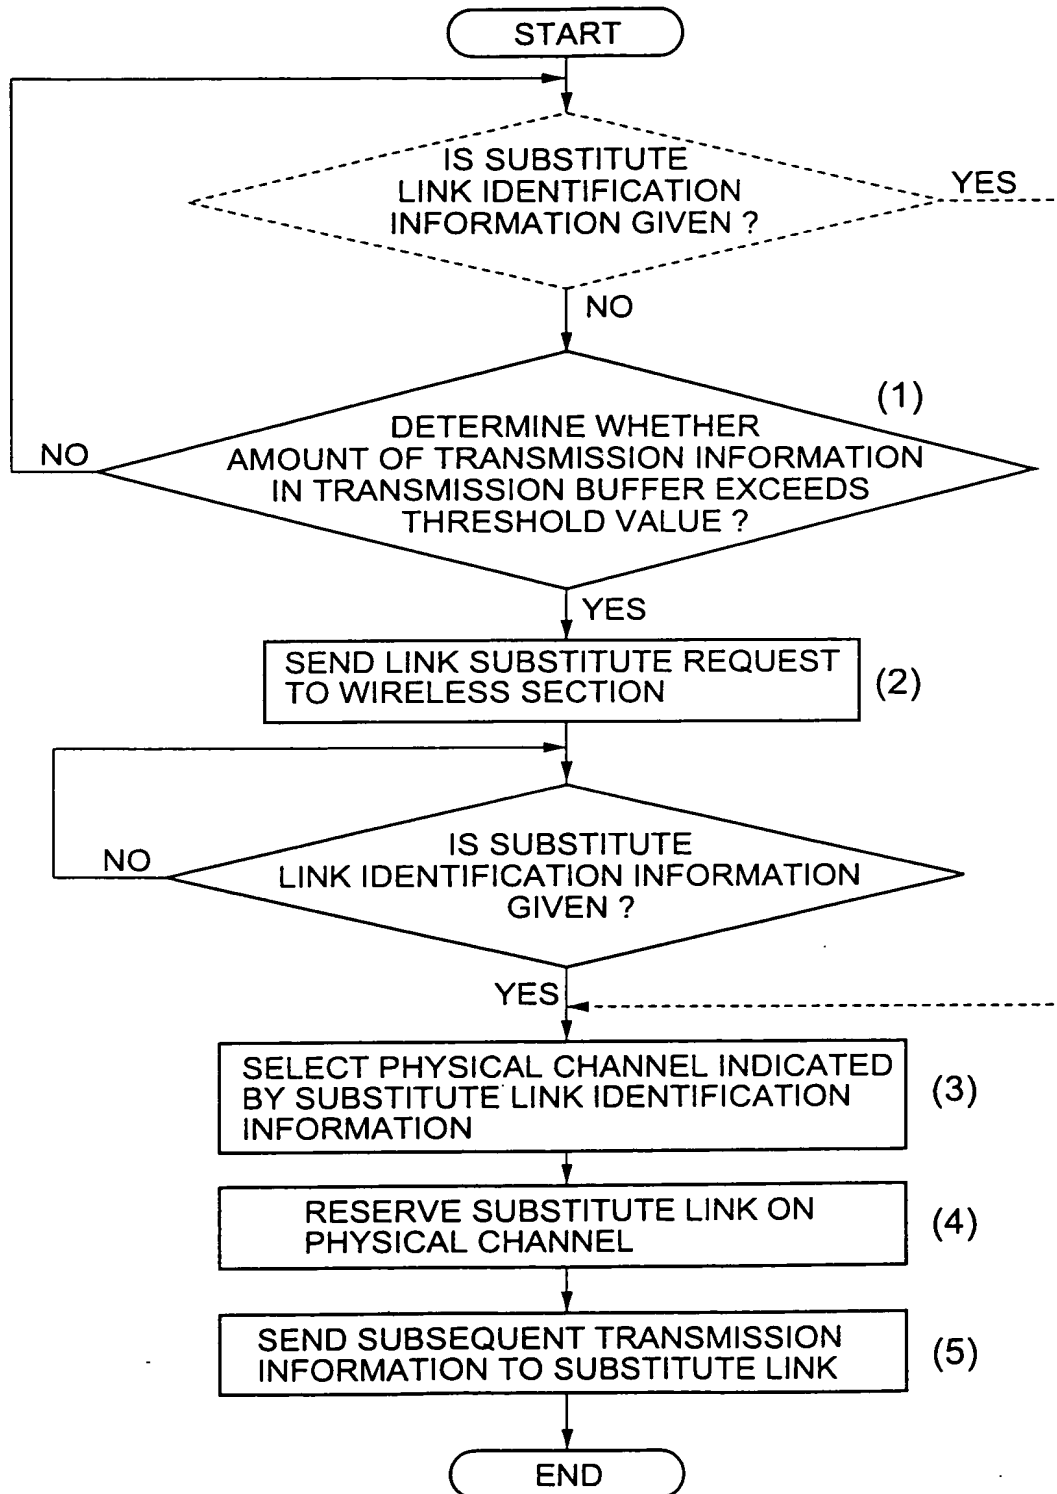 START
IS SUBSTITUTE
LINK IDENTIFICATION
INFORMATION GIVEN ?
YES
NO
(1)
DETERMINE WHETHER
AMOUNT OF TRANSMISSION INFORMATION
IN TRANSMISSION BUFFER EXCEEDS
THRESHOLD VALUE ?
NO
YES
SEND LINK SUBSTITUTE REQUEST
TO WIRELESS SECTION
(2)
IS SUBSTITUTE
LINK IDENTIFICATION INFORMATION
GIVEN ?
NO
YES
SELECT PHYSICAL CHANNEL INDICATED
BY SUBSTITUTE LINK IDENTIFICATION
INFORMATION
(3)
RESERVE SUBSTITUTE LINK ON
PHYSICAL CHANNEL
(4)
SEND SUBSEQUENT TRANSMISSION
INFORMATION TO SUBSTITUTE LINK
(5)
END